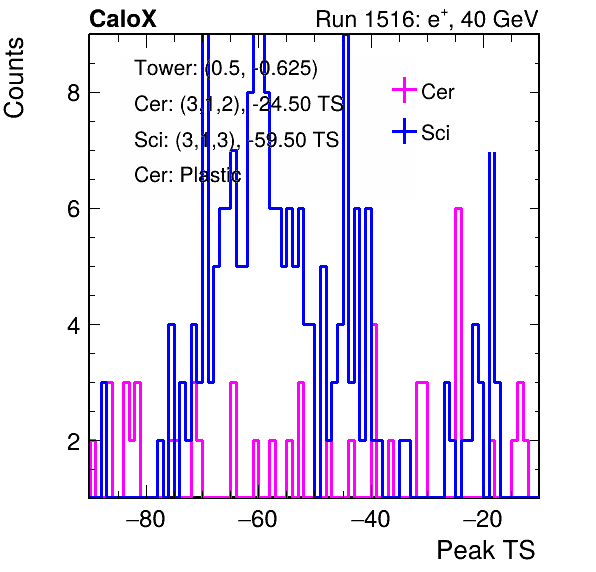 CaloX Run 1516: e⁺, 40 GeV
Counts
Tower: (0.5, -0.625)
Cer: (3,1,2), -24.50 TS
Sci: (3,1,3), -59.50 TS
Cer: Plastic
Cer
Sci
8
6
4
2
−80 −60 −40 −20
Peak TS